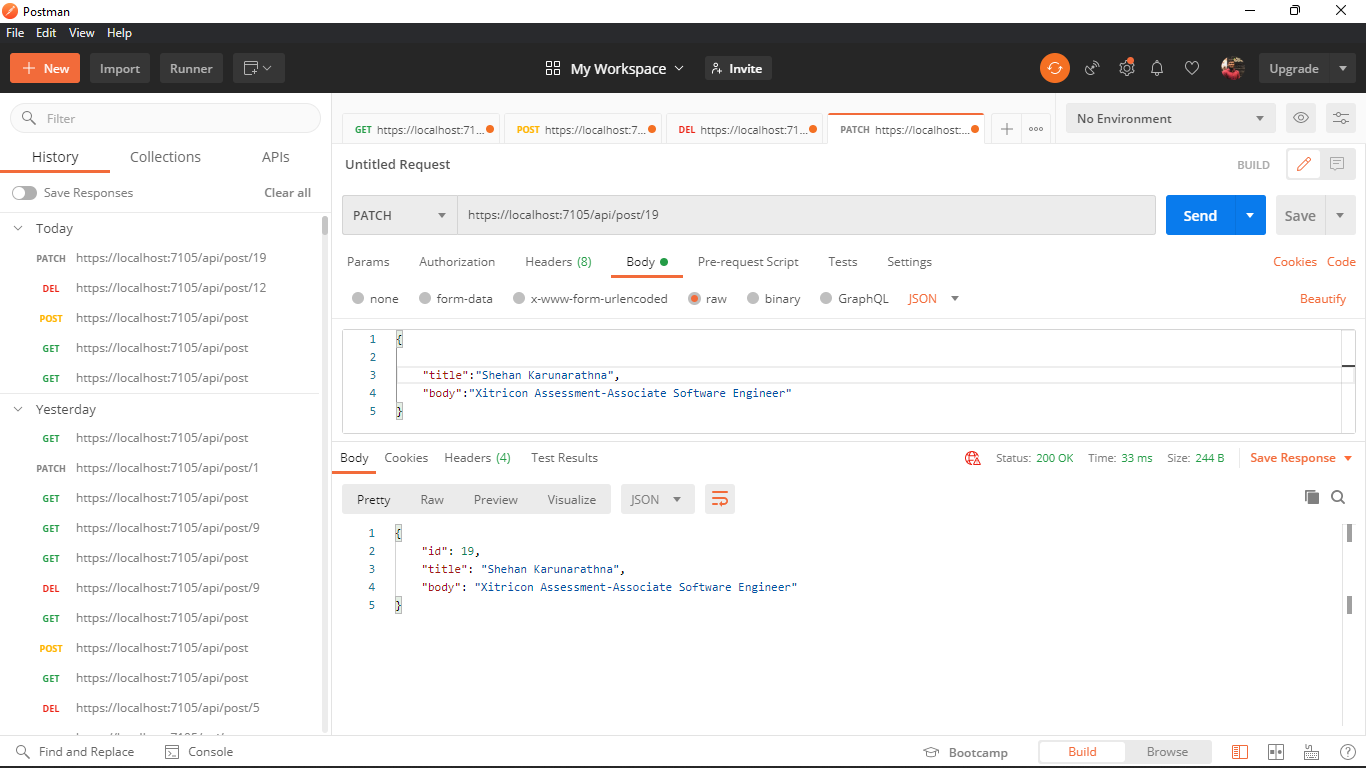 Postman
File Edit View Help
New Import Runner My Workspace Invite Upgrade
Filter
History Collections APIs
Save Responses Clear all
Today
PATCH https://localhost:7105/api/post/19
DEL https://localhost:7105/api/post/12
POST https://localhost:7105/api/post
GET https://localhost:7105/api/post
GET https://localhost:7105/api/post
Yesterday
GET https://localhost:7105/api/post
PATCH https://localhost:7105/api/post/1
GET https://localhost:7105/api/post
GET https://localhost:7105/api/post/9
GET https://localhost:7105/api/post
DEL https://localhost:7105/api/post/9
GET https://localhost:7105/api/post
POST https://localhost:7105/api/post
GET https://localhost:7105/api/post
DEL https://localhost:7105/api/post/5
GET https://localhost:71... POST https://localhost:7... DEL https://localhost:71... PATCH https://localhost:... No Environment
Untitled Request BUILD
PATCH https://localhost:7105/api/post/19 Send Save
Params Authorization Headers (8) Body Pre-request Script Tests Settings Cookies Code
none form-data x-www-form-urlencoded raw binary GraphQL JSON Beautify
1 {
2
3 "title":"Shehan Karunarathna",
4 "body":"Xitricon Assessment-Associate Software Engineer"
5 }
Body Cookies Headers (4) Test Results Status: 200 OK Time: 33 ms Size: 244 B Save Response
Pretty Raw Preview Visualize JSON
1 {
2 "id": 19,
3 "title": "Shehan Karunarathna",
4 "body": "Xitricon Assessment-Associate Software Engineer"
5 }
Find and Replace Console Bootcamp Build Browse